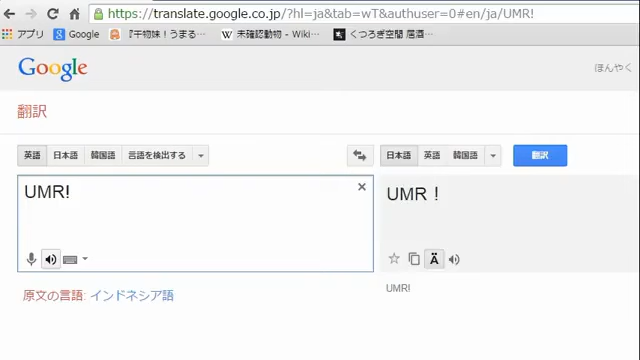 https://translate.google.co.jp/?hl=ja&tab=wT&authuser=0#en/ja/UMR!
アプリ Google 『干物妹！うまる… 未確認動物 - Wiki… くつろぎ空間 居酒…
Google ほんやく
翻訳
英語 日本語 韓国語 言語を検出する 日本語 英語 韓国語 翻訳
UMR! UMR！
Ä
原文の言語: インドネシア語 UMR!